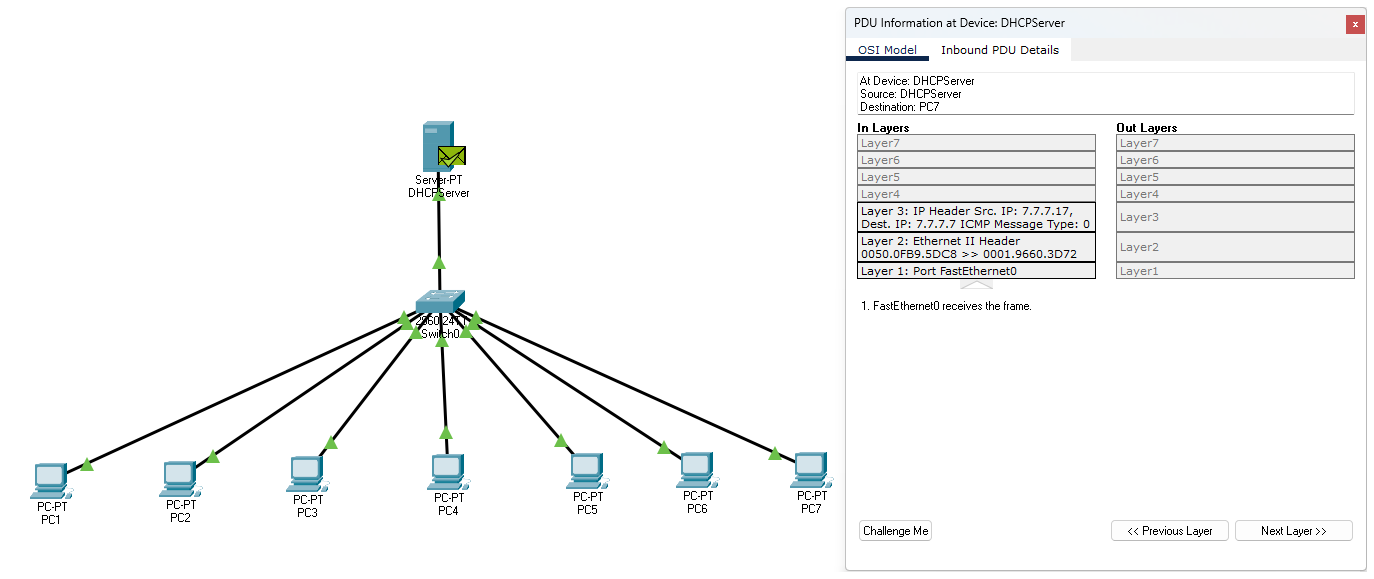 Server-PT
DHCPServer
2960-24TT
Switch0
PC-PT
PC1
PC-PT
PC2
PC-PT
PC3
PC-PT
PC4
PC-PT
PC5
PC-PT
PC6
PC-PT
PC7
PDU Information at Device: DHCPServer
x
OSI Model Inbound PDU Details
At Device: DHCPServer
Source: DHCPServer
Destination: PC7
In Layers
Layer7
Layer6
Layer5
Layer4
Layer 3: IP Header Src. IP: 7.7.7.17,
Dest. IP: 7.7.7.7 ICMP Message Type: 0
Layer 2: Ethernet II Header
0050.0FB9.5DC8 >> 0001.9660.3D72
Layer 1: Port FastEthernet0
Out Layers
Layer7
Layer6
Layer5
Layer4
Layer3
Layer2
Layer1
1. FastEthernet0 receives the frame.
Challenge Me
<< Previous Layer
Next Layer >>